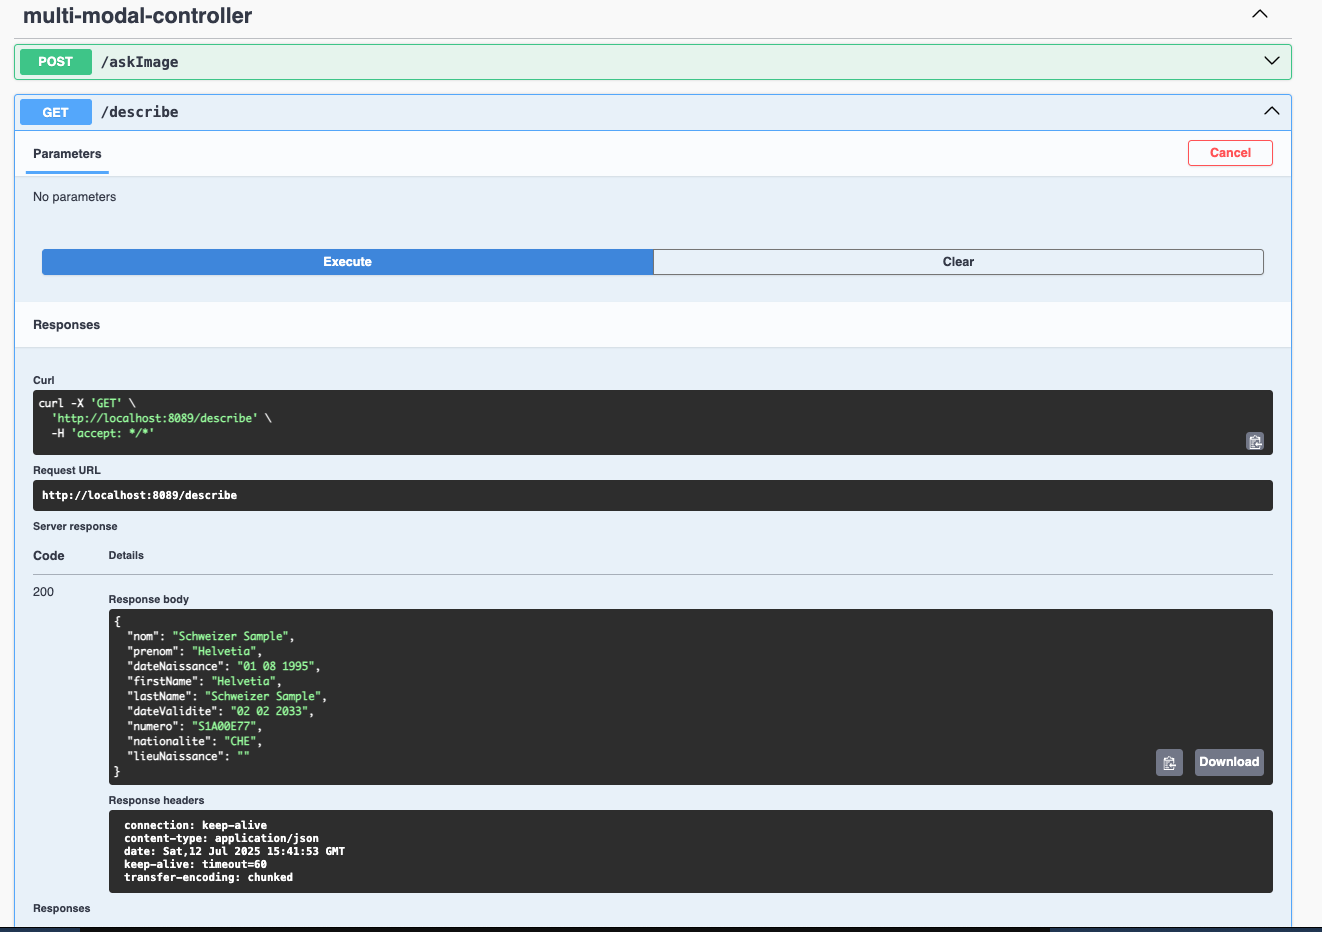 multi-modal-controller
POST /askImage
GET /describe
Parameters
Cancel
No parameters
Execute
Clear
Responses
Curl
curl -X 'GET' \
  'http://localhost:8089/describe' \
  -H 'accept: */*'
Request URL
http://localhost:8089/describe
Server response
Code Details
200
Response body
{
  "nom": "Schweizer Sample",
  "prenom": "Helvetia",
  "dateNaissance": "01 08 1995",
  "firstName": "Helvetia",
  "lastName": "Schweizer Sample",
  "dateValidite": "02 02 2033",
  "numero": "S1A00E77",
  "nationalite": "CHE",
  "lieuNaissance": ""
}
Download
Response headers
connection: keep-alive
content-type: application/json
date: Sat,12 Jul 2025 15:41:53 GMT
keep-alive: timeout=60
transfer-encoding: chunked
Responses